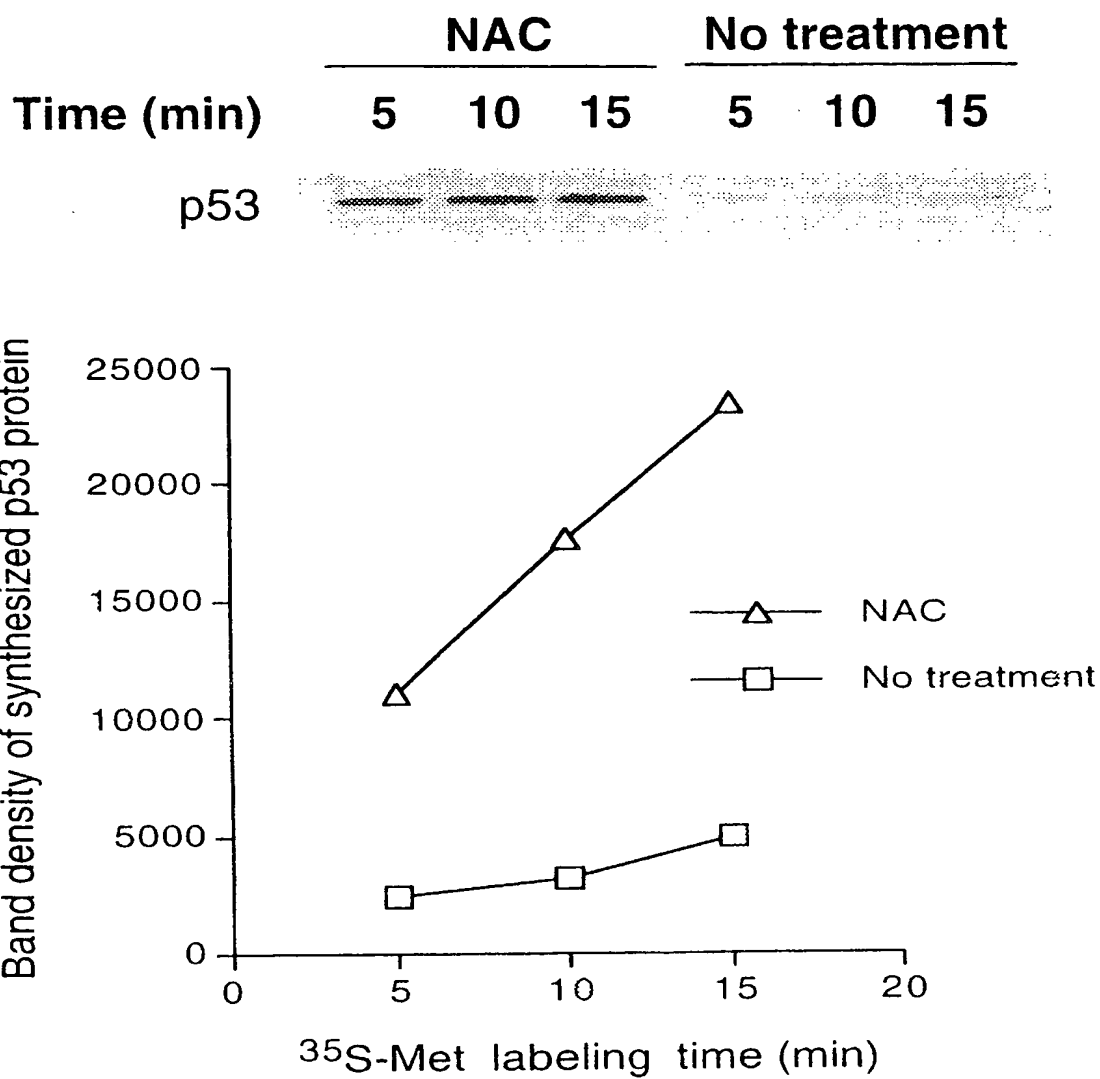 NAC No treatment
Time (min) 5 10 15 5 10 15
p53
Band density of synthesized p53 protein
25000
20000
15000
10000
5000
0
0 5 10 15 20
35S-Met labeling time (min)
NAC
No treatment